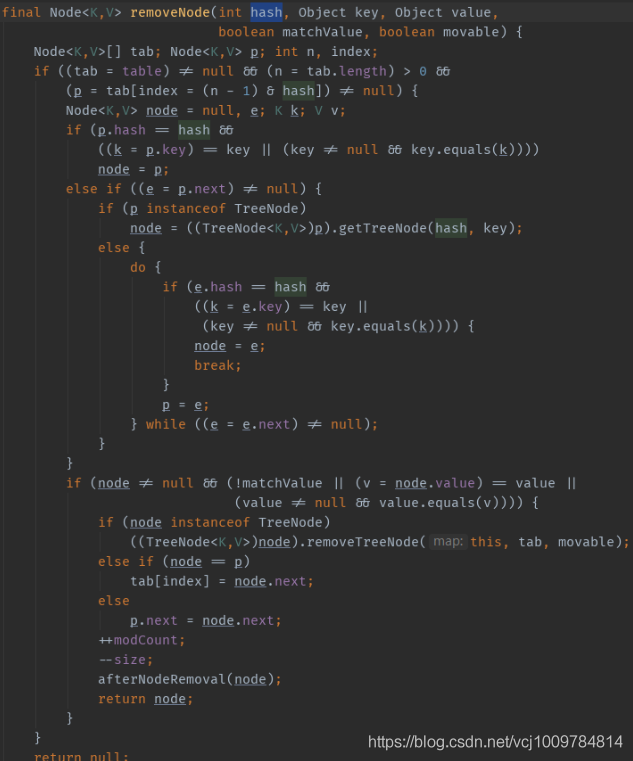 final Node<K,V> removeNode(int hash, Object key, Object value,
boolean matchValue, boolean movable) {
Node<K,V>[] tab; Node<K,V> p; int n, index;
if ((tab = table) ≠ null && (n = tab.length) > 0 &&
(p = tab[index = (n - 1) & hash]) ≠ null) {
Node<K,V> node = null, e; K k; V v;
if (p.hash == hash &&
((k = p.key) == key || (key ≠ null && key.equals(k))))
node = p;
else if ((e = p.next) ≠ null) {
if (p instanceof TreeNode)
node = ((TreeNode<K,V>)p).getTreeNode(hash, key);
else {
do {
if (e.hash == hash &&
((k = e.key) == key ||
(key ≠ null && key.equals(k)))) {
node = e;
break;
}
p = e;
} while ((e = e.next) ≠ null);
}
}
if (node ≠ null && (!matchValue || (v = node.value) == value ||
(value ≠ null && value.equals(v)))) {
if (node instanceof TreeNode)
((TreeNode<K,V>)node).removeTreeNode( map: this, tab, movable);
else if (node == p)
tab[index] = node.next;
else
p.next = node.next;
++modCount;
--size;
afterNodeRemoval(node);
return node;
}
}
return null;
https://blog.csdn.net/vcj1009784814